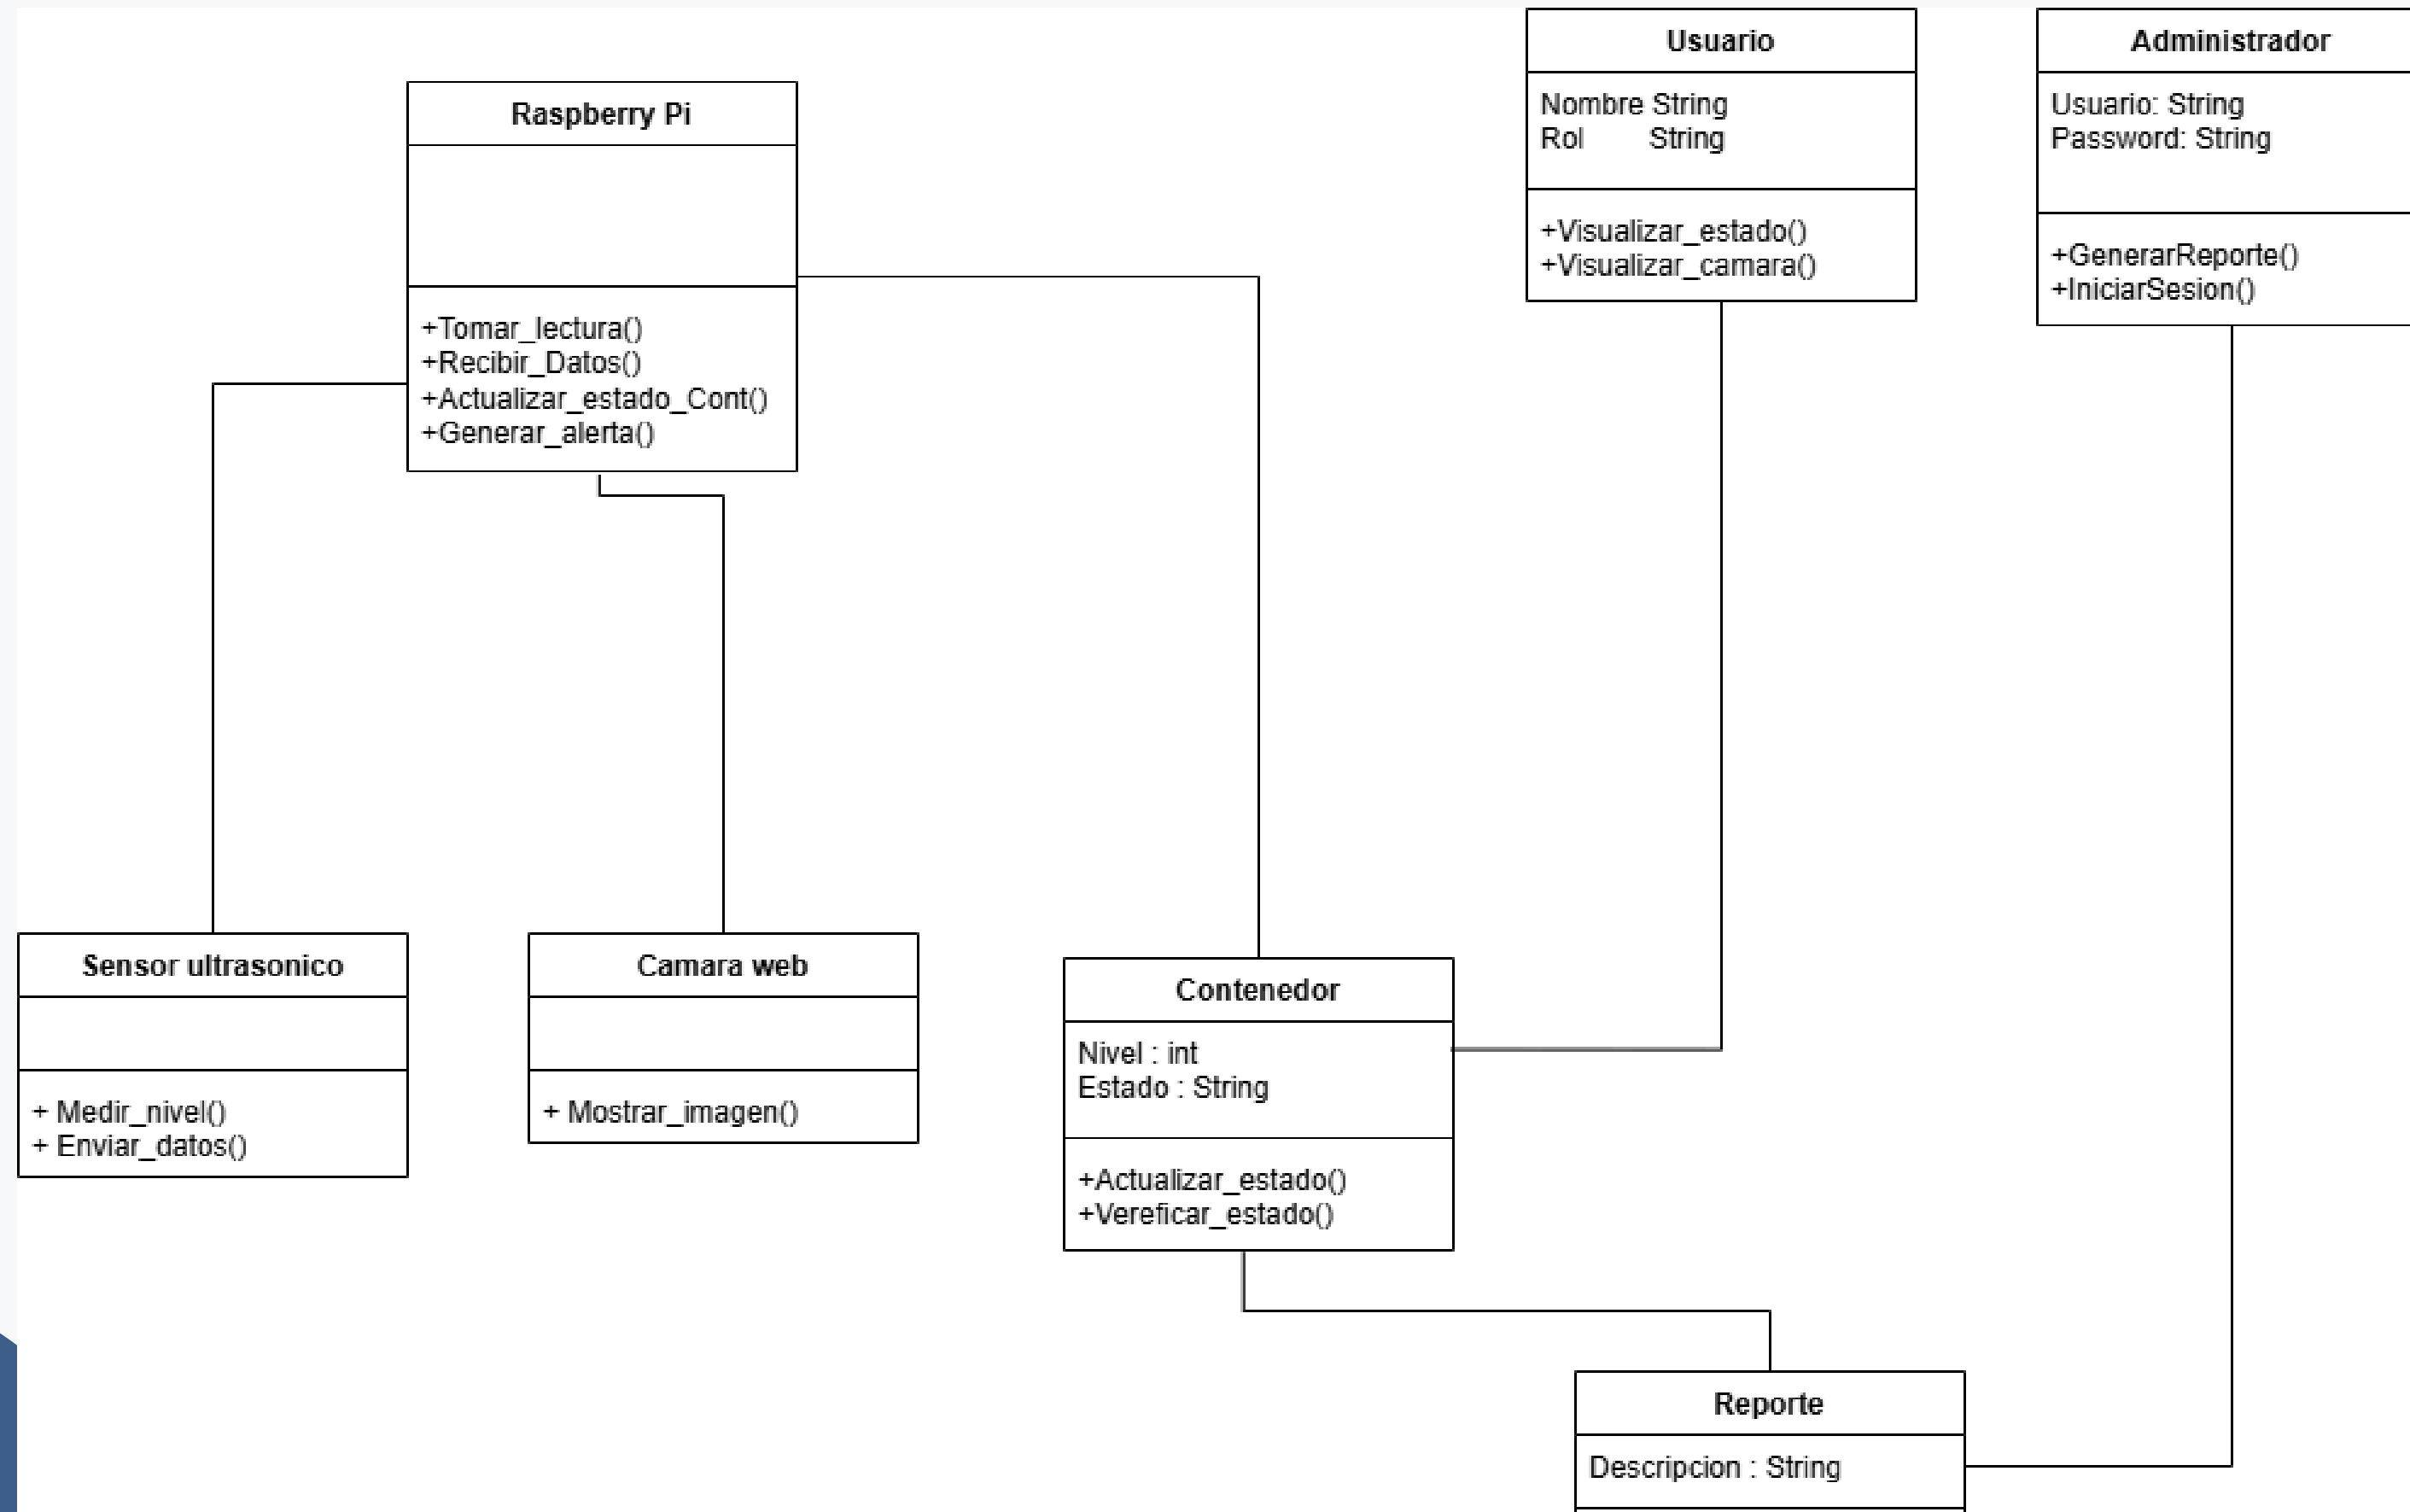 Raspberry Pi
+Tomar_lectura()
+Recibir_Datos()
+Actualizar_estado_Cont()
+Generar_alerta()
Usuario
Nombre String
Rol String
+Visualizar_estado()
+Visualizar_camara()
Administrador
Usuario: String
Password: String
+GenerarReporte()
+IniciarSesion()
Sensor ultrasonico
+ Medir_nivel()
+ Enviar_datos()
Camara web
+ Mostrar_imagen()
Contenedor
Nivel : int
Estado : String
+Actualizar_estado()
+Vereficar_estado()
Reporte
Descripcion : String